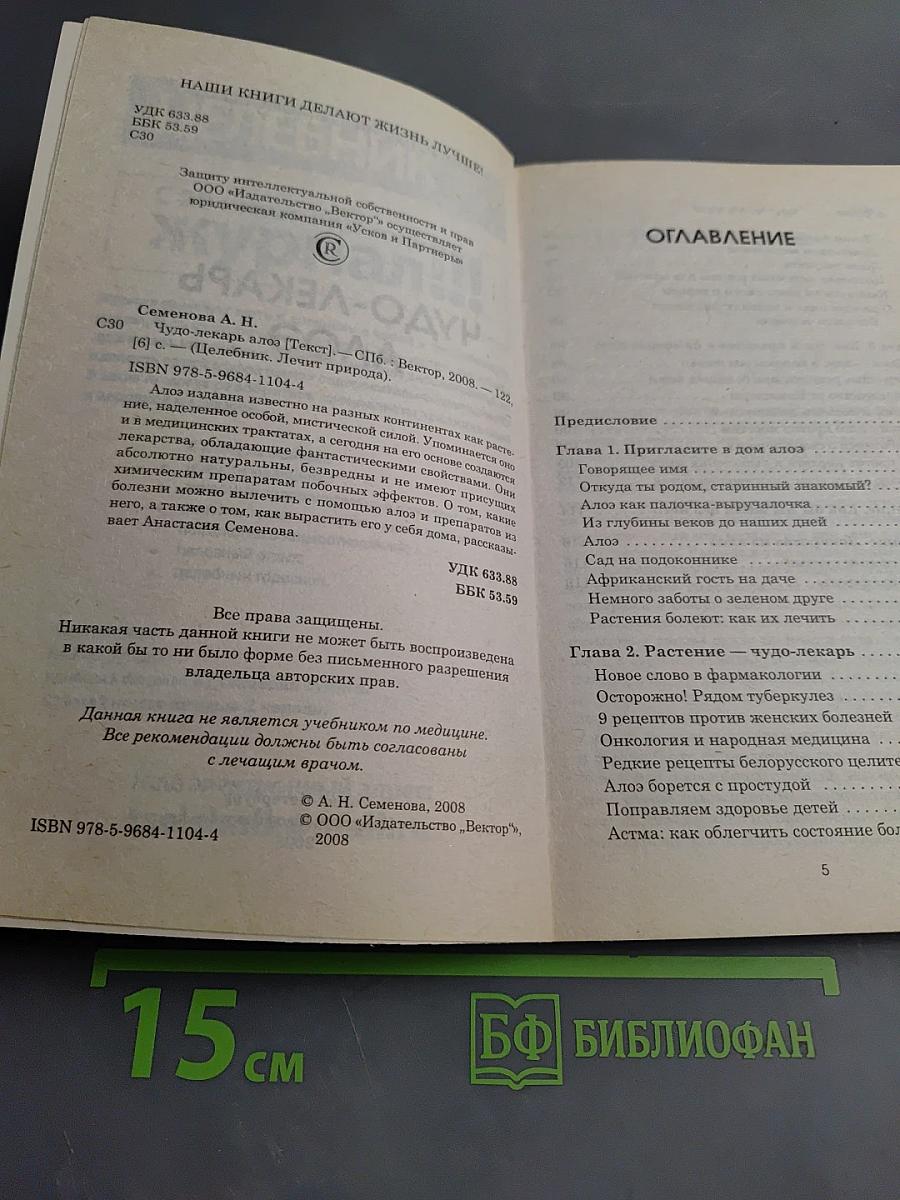 НАШИ КНИГИ ДЕЛАЮТ ЖИЗНЬ ЛУЧШЕ!
УДК 633.88
ББК 53.59
С30
Защиту интеллектуальной собственности и прав
ООО «Издательство „Вектор“» осуществляет
юридическая компания «Усков и Партнеры»
Семенова А. Н.
С30 Чудо-лекарь алоэ [Текст]. — СПб. : Вектор, 2008. — 122,
[6] с. — (Целебник. Лечит природа).
ISBN 978-5-9684-1104-4
Алоэ издавна известно на разных континентах как расте-
ние, наделенное особой, мистической силой. Упоминается оно
и в медицинских трактатах, а сегодня на его основе создаются
лекарства, обладающие фантастическими свойствами. Они
абсолютно натуральны, безвредны и не имеют присущих
химическим препаратам побочных эффектов. О том, какие
болезни можно вылечить с помощью алоэ и препаратов из
него, а также о том, как вырастить его у себя дома, рассказы-
вает Анастасия Семенова.
УДК 633.88
ББК 53.59
Все права защищены.
Никакая часть данной книги не может быть воспроизведена
в какой бы то ни было форме без письменного разрешения
владельца авторских прав.
Данная книга не является учебником по медицине.
Все рекомендации должны быть согласованы
с лечащим врачом.
© А. Н. Семенова, 2008
© ООО «Издательство „Вектор“»,
2008
ISBN 978-5-9684-1104-4
ОГЛАВЛЕНИЕ
Предисловие
Глава 1. Пригласите в дом алоэ
Говорящее имя
Откуда ты родом, старинный знакомый?
Алоэ как палочка-выручалочка
Из глубины веков до наших дней
Алоэ
Сад на подоконнике
Африканский гость на даче
Немного заботы о зеленом друге
Растения болеют: как их лечить
Глава 2. Растение — чудо-лекарь
Новое слово в фармакологии
Осторожно! Рядом туберкулез
9 рецептов против женских болезней
Онкология и народная медицина
Редкие рецепты белорусского целите
Алоэ борется с простудой
Поправляем здоровье детей
Астма: как облегчить состояние бол
5
15 см
БФ БИБЛИОФАН